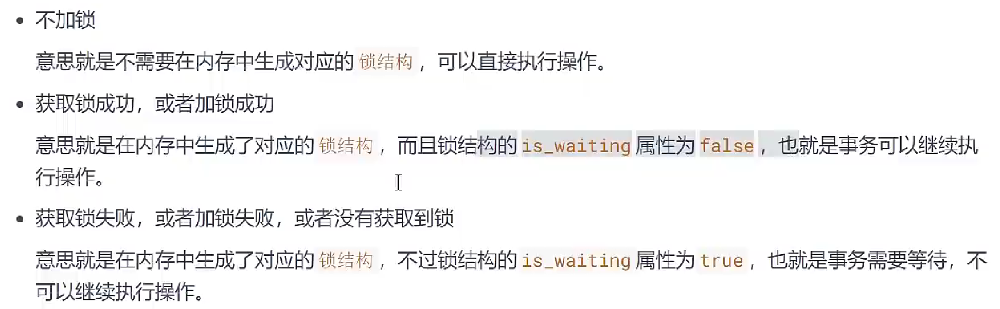 不加锁
意思就是不需要在内存中生成对应的 锁结构 ，可以直接执行操作。
获取锁成功，或者加锁成功
意思就是在内存中生成了对应的 锁结构 ，而且锁结构的 is_waiting 属性为 false ，也就是事务可以继续执
行操作。
获取锁失败，或者加锁失败，或者没有获取到锁
意思就是在内存中生成了对应的 锁结构 ，不过锁结构的 is_waiting 属性为 true ，也就是事务需要等待，不
可以继续执行操作。